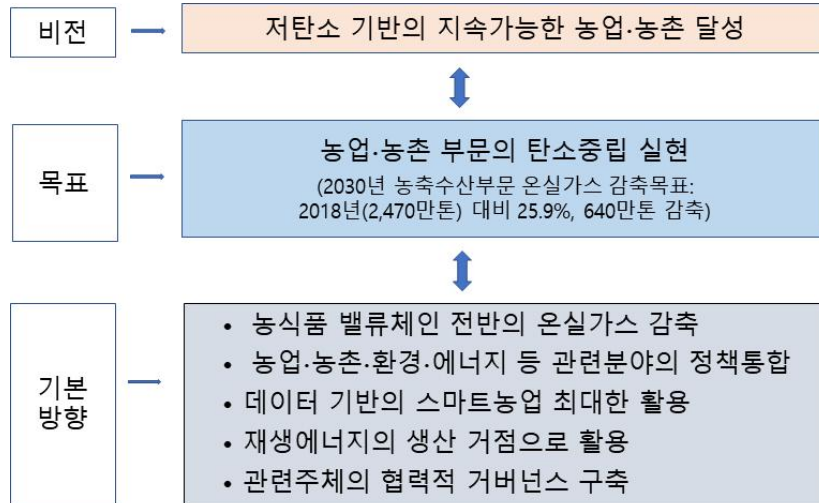 비전
저탄소 기반의 지속가능한 농업·농촌 달성
목표
농업·농촌 부문의 탄소중립 실현
(2030년 농축수산부문 온실가스 감축목표:
2018년(2,470만톤) 대비 25.9%, 640만톤 감축)
기본
방향
• 농식품 밸류체인 전반의 온실가스 감축
• 농업·농촌·환경·에너지 등 관련분야의 정책통합
• 데이터 기반의 스마트농업 최대한 활용
• 재생에너지의 생산 거점으로 활용
• 관련주체의 협력적 거버넌스 구축